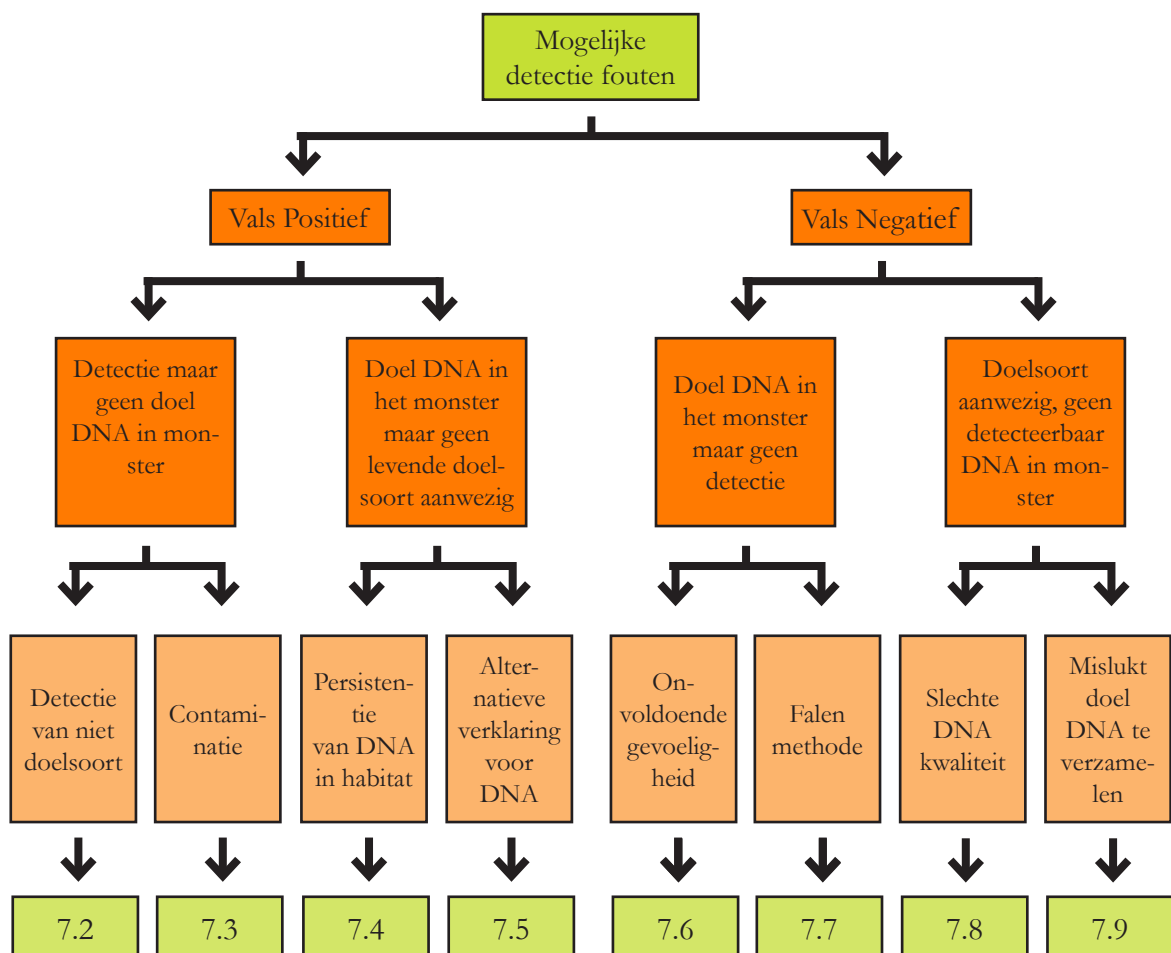 Mogelijke
detectie fouten
Vals Positief
Vals Negatief
Detectie maar
geen doel
DNA in mon-
ster
Doel DNA in
het monster
maar geen
levende doel-
soort aanwezig
Doel DNA in
het monster
maar geen
detectie
Doelsoort
aanwezig, geen
detecteerbaar
DNA in mon-
ster
Detectie
van niet
doelsoort
Contami-
natie
Persisten-
tie
van DNA
in habitat
Alter-
natieve
verklaring
voor
DNA
On-
voldoende
gevoelig-
heid
Falen
methode
Slechte
DNA
kwaliteit
Mislukt
doel
DNA te
verzame-
len
7.2
7.3
7.4
7.5
7.6
7.7
7.8
7.9